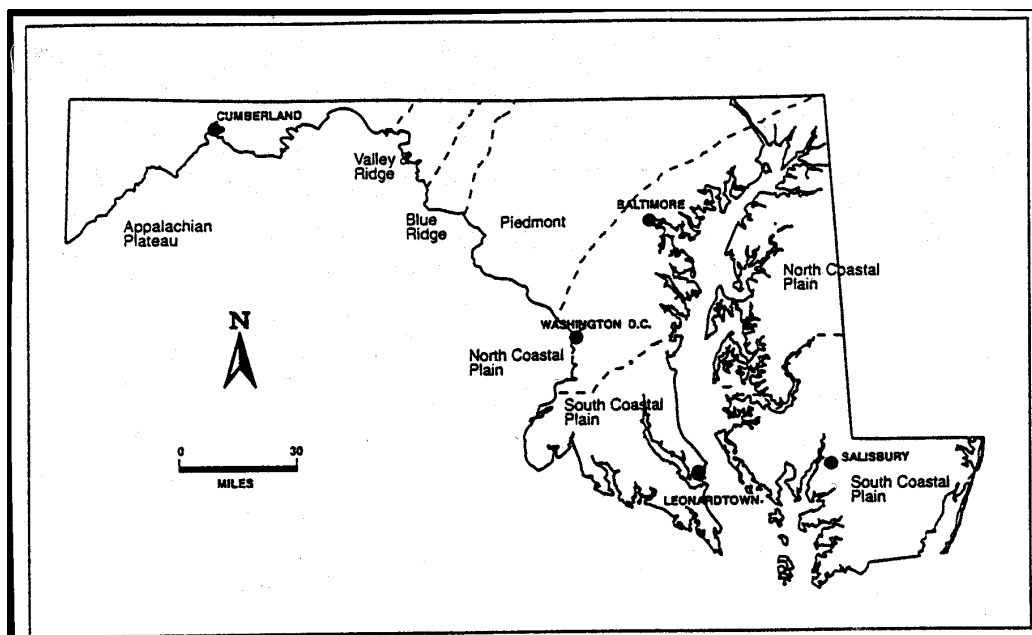 CUMBERLAND
Valley
Ridge
Appalachian
Plateau
Blue
Ridge
Piedmont
BALTIMORE
North Coastal
Plain
WASHINGTON D.C.
North Coastal
Plain
N
South Coastal
Plain
0 30
MILES
SALISBURY
South Coastal
Plain
LEONARDTOWN